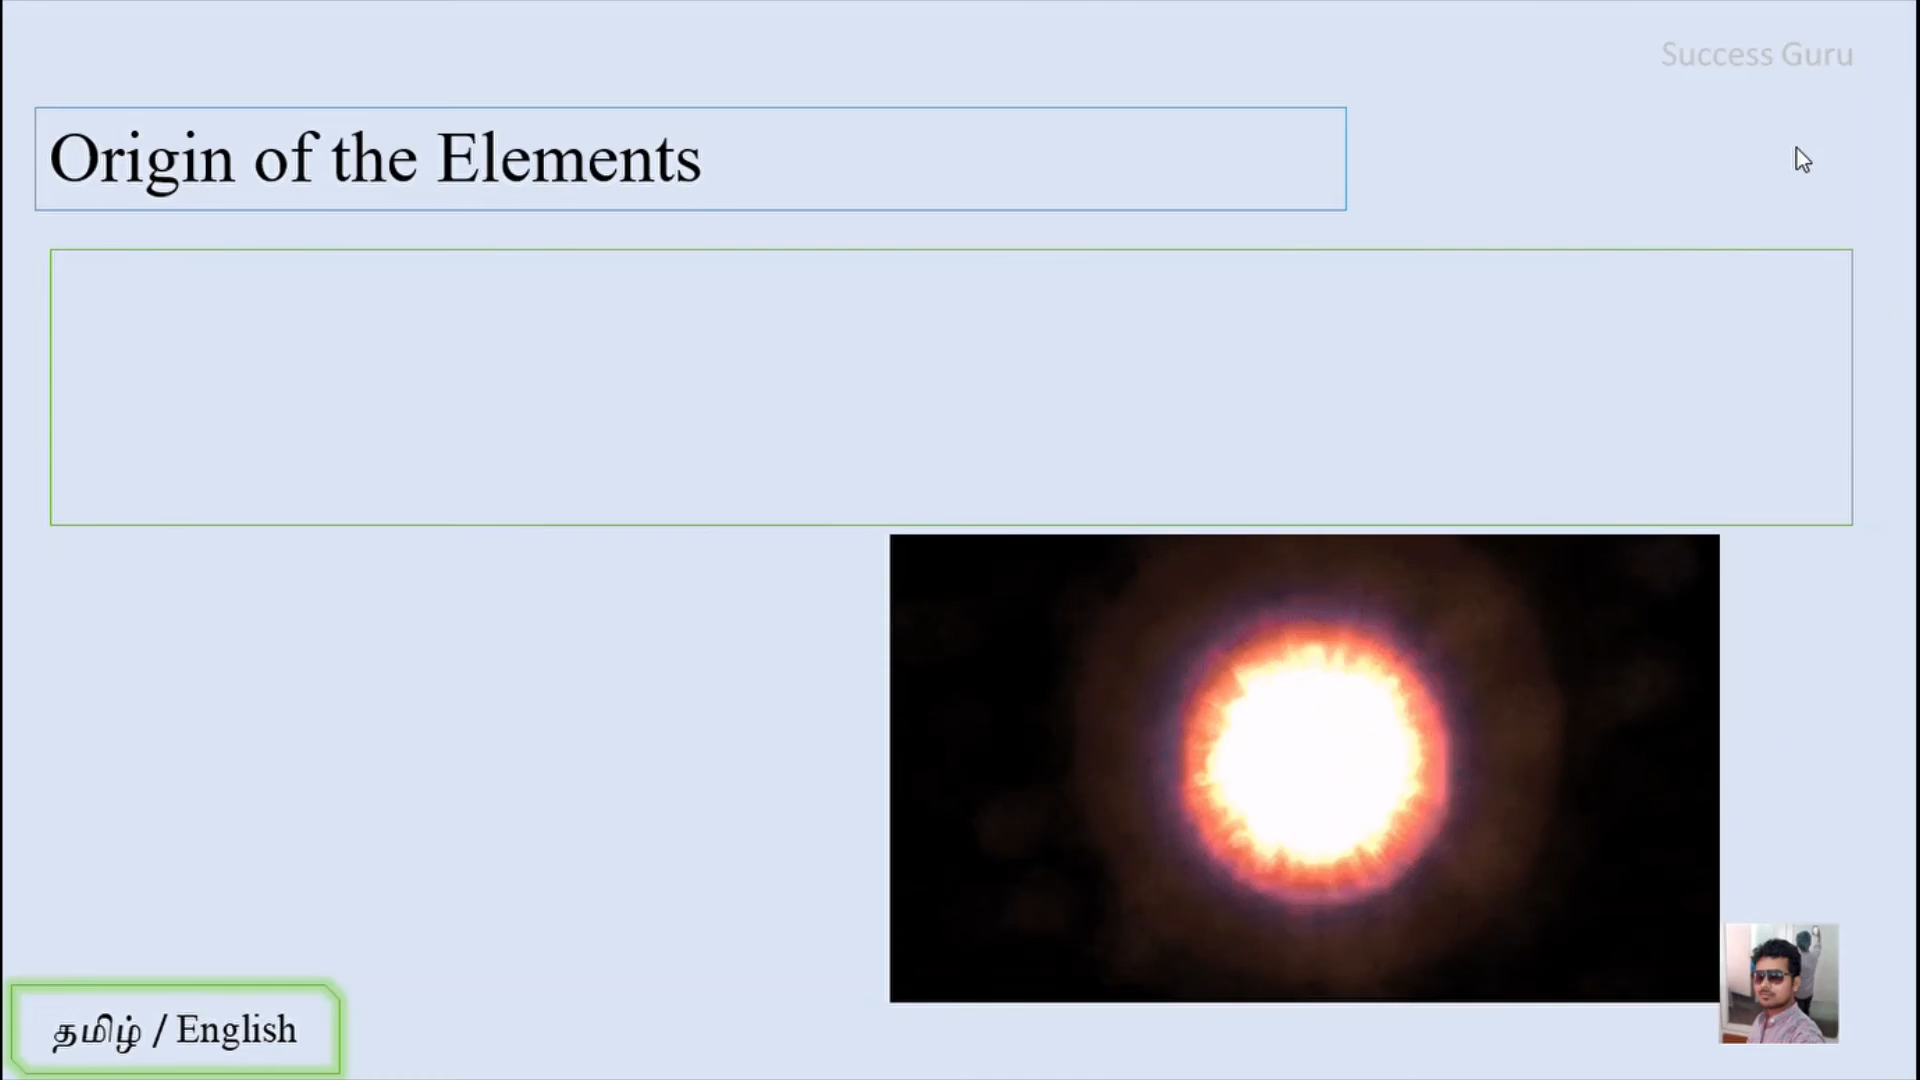 Success Guru
Origin of the Elements
தமிழ் / English